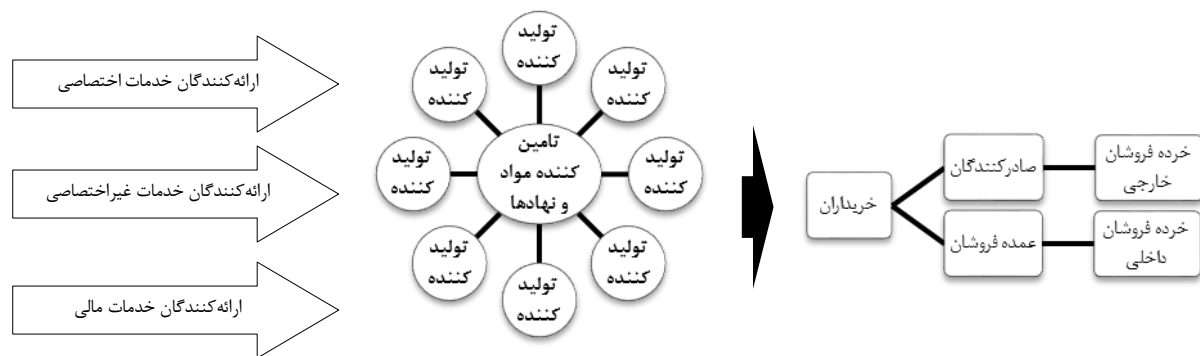 ارائه‌کنندگان خدمات اختصاصی
ارائه‌کنندگان خدمات غیراختصاصی
ارائه‌کنندگان خدمات مالی
تولید
کننده
تولید
کننده
تولید
کننده
تولید
کننده
تولید
کننده
تولید
کننده
تولید
کننده
تولید
کننده
تامین
کننده مواد
و نهادها
خریداران
صادرکنندگان
عمده فروشان
خرده فروشان
خارجی
خرده فروشان
داخلی